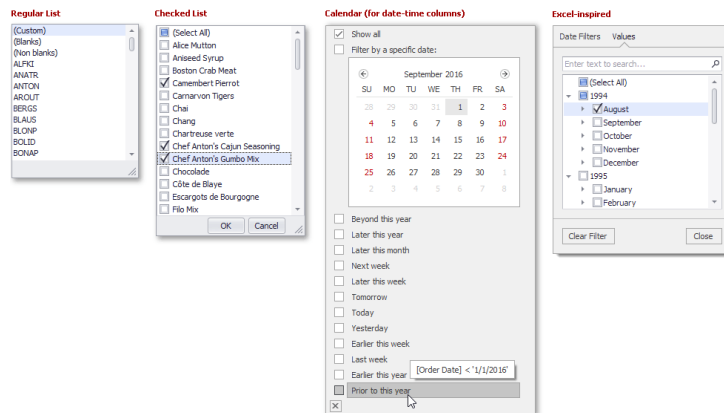 Regular List
(Custom)
(Blanks)
(Non blanks)
ALFKI
ANATR
ANTON
AROUT
BERGS
BLAUS
BLONP
BOLID
BONAP
Checked List
(Select All)
Alice Mutton
Aniseed Syrup
Boston Crab Meat
Camembert Pierrot
Carnarvon Tigers
Chai
Chang
Chartreuse verte
Chef Anton's Cajun Seasoning
Chef Anton's Gumbo Mix
Chocolade
Côte de Blaye
Escargots de Bourgogne
Filo Mix
OK Cancel
Calendar (for date-time columns)
Show all
Filter by a specific date:
September 2016
SU MO TU WE TH FR SA
28 29 30 31 1 2 3
4 5 6 7 8 9 10
11 12 13 14 15 16 17
18 19 20 21 22 23 24
25 26 27 28 29 30 1
2 3 4 5 6 7 8
Beyond this year
Later this year
Later this month
Next week
Later this week
Tomorrow
Today
Yesterday
Earlier this week
Last week
Earlier this year
[Order Date] < '1/1/2016'
Prior to this year
Excel-inspired
Date Filters Values
Enter text to search...
(Select All)
1994
August
September
October
November
December
1995
January
February
Clear Filter Close